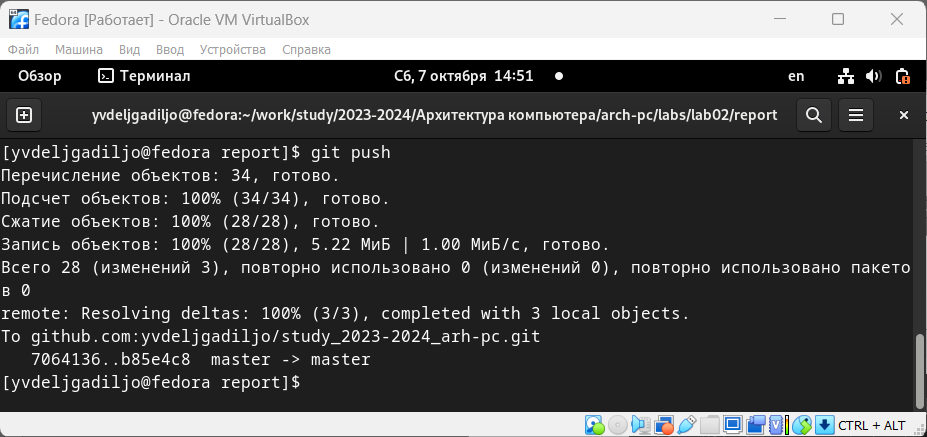 Fedora [Работает] - Oracle VM VirtualBox
Файл Машина Вид Ввод Устройства Справка
Обзор Терминал Сб, 7 октября 14:51 en
yvdeljgadiljo@fedora:~/work/study/2023-2024/Архитектура компьютера/arch-pc/labs/lab02/report
[yvdeljgadiljo@fedora report]$ git push
Перечисление объектов: 34, готово.
Подсчет объектов: 100% (34/34), готово.
Сжатие объектов: 100% (28/28), готово.
Запись объектов: 100% (28/28), 5.22 МиБ | 1.00 МиБ/с, готово.
Всего 28 (изменений 3), повторно использовано 0 (изменений 0), повторно использовано пакето
в 0
remote: Resolving deltas: 100% (3/3), completed with 3 local objects.
To github.com:yvdeljgadiljo/study_2023-2024_arh-pc.git
7064136..b85e4c8 master -> master
[yvdeljgadiljo@fedora report]$
CTRL + ALT